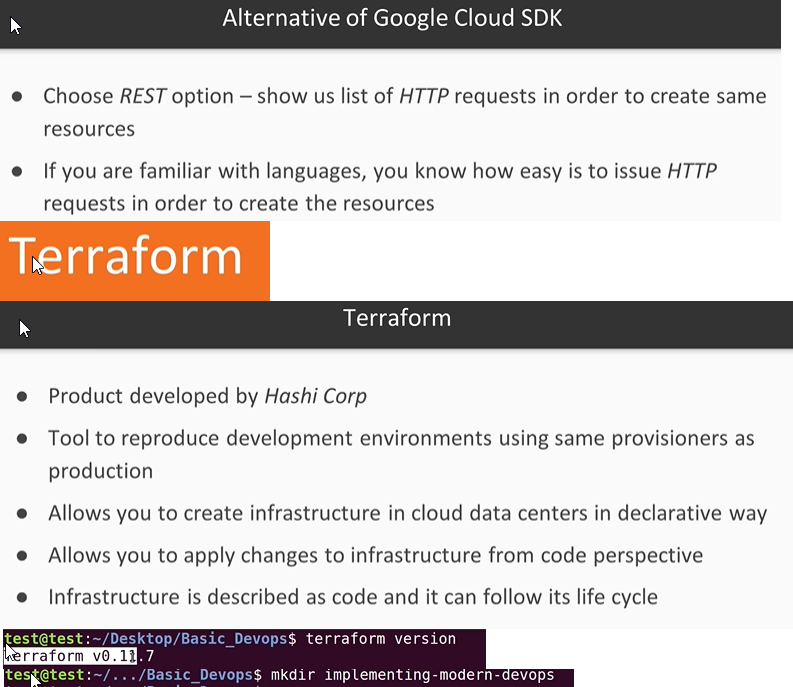 Alternative of Google Cloud SDK
● Choose REST option – show us list of HTTP requests in order to create same
resources
● If you are familiar with languages, you know how easy is to issue HTTP
requests in order to create the resources
Terraform
Terraform
● Product developed by Hashi Corp
● Tool to reproduce development environments using same provisioners as
production
● Allows you to create infrastructure in cloud data centers in declarative way
● Allows you to apply changes to infrastructure from code perspective
● Infrastructure is described as code and it can follow its life cycle
test@test:~/Desktop/Basic_Devops$ terraform version
Terraform v0.11.7
test@test:~/.../Basic_Devops$ mkdir implementing-modern-devops